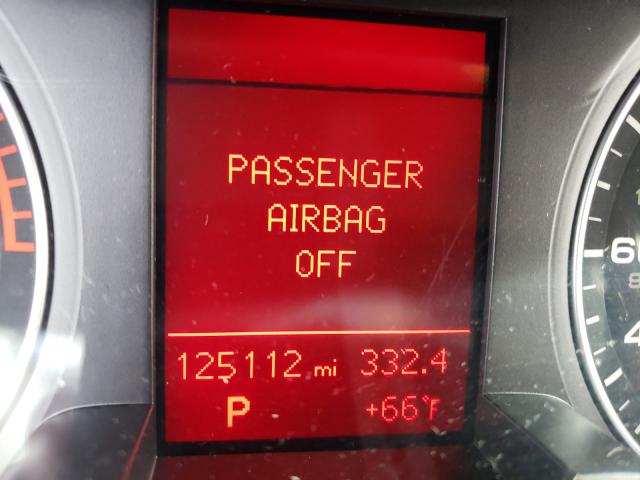 PASSENGER
AIRBAG
OFF
125112 mi 332.4
P +66°F